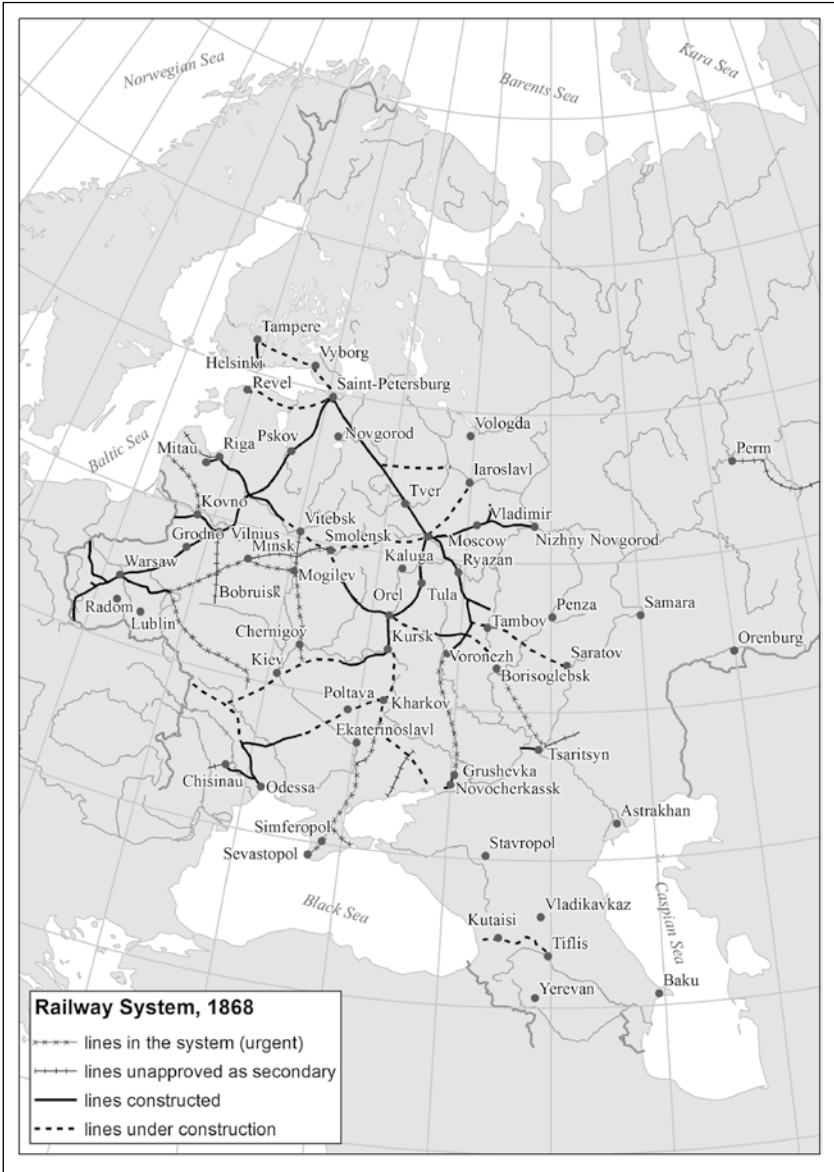 Norwegian Sea
Barents Sea
Kara Sea
Tampere
Vyborg
Helsinki
Revel
Saint-Petersburg
Baltic Sea
Mitau
Riga
Pskov
Novgorod
Vologda
Perm
Iaroslavl
Tver
Kovno
Vitebsk
Vladimir
Grodno
Vilnius
Smolensk
Moscow
Nizhny Novgorod
Minsk
Warsaw
Kaluga
Ryazan
Mogilev
Radom
Bobruisk
Orel
Tula
Lublin
Penza
Samara
Tambov
Chernigov
Kursk
Orenburg
Kiev
Voronezh
Saratov
Borisoglebsk
Poltava
Kharkov
Ekaterinoslavl
Tsaritsyn
Chisinau
Odessa
Grushevka
Novocherkassk
Astrakhan
Simferopol
Sevastopol
Stavropol
Black Sea
Caspian Sea
Vladikavkaz
Kutaisi
Tiflis
Yerevan
Baku
Railway System, 1868
lines in the system (urgent)
lines unapproved as secondary
lines constructed
lines under construction